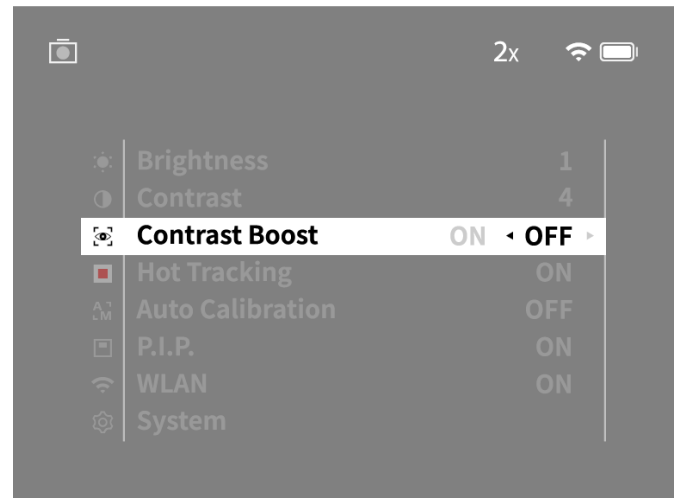 2x
Brightness 1
Contrast 4
Contrast Boost ON OFF
Hot Tracking ON
A M Auto Calibration OFF
P.I.P. ON
WLAN ON
System